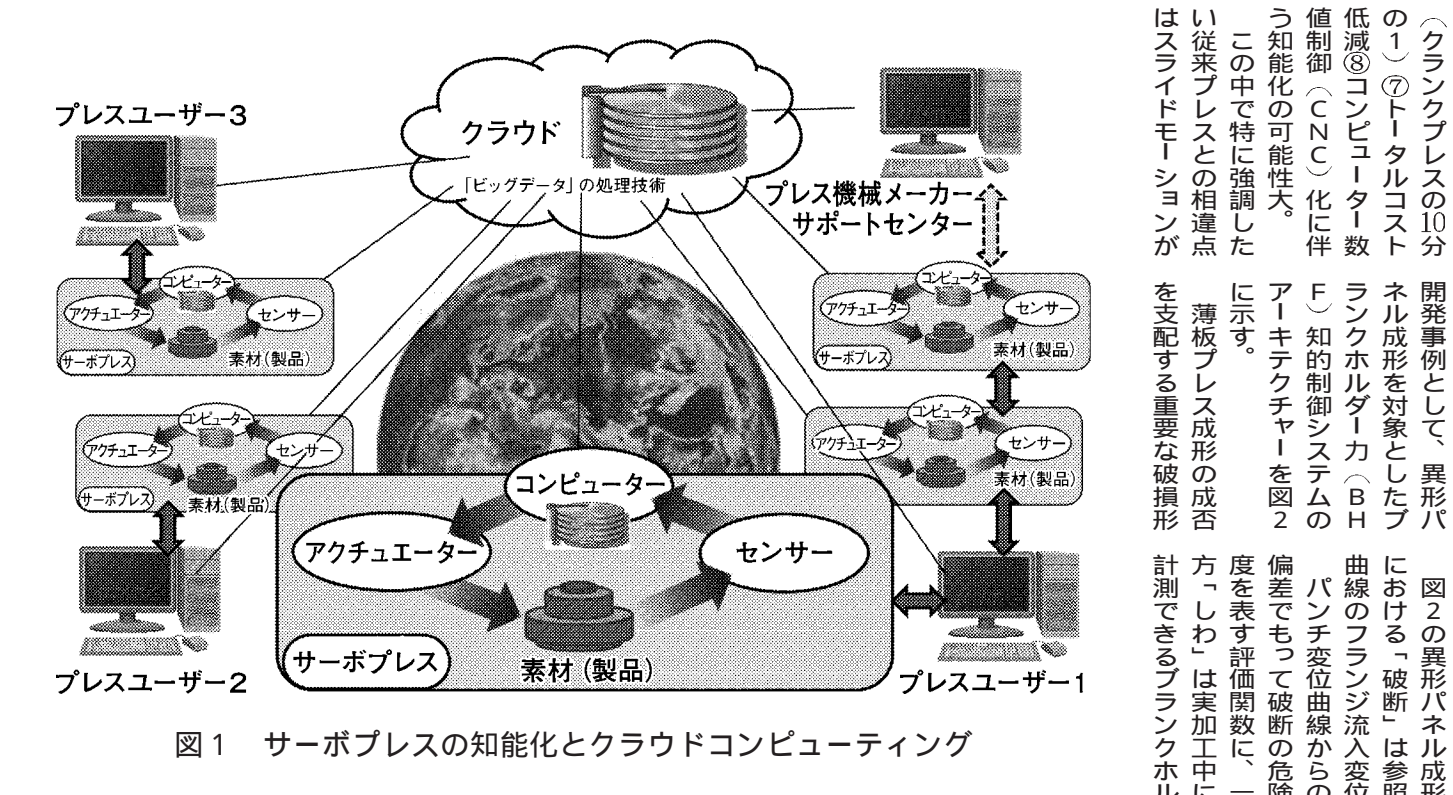 （クランクプレスの10分
の1）⑦トータルコスト
低減⑧コンピューター数
値制御（CNC）化に伴
う知能化の可能性大。
この中で特に強調した
い従来プレスとの相違点
はスライドモーションが
開発事例として、異形パ
ネル成形を対象としたブ
ランクホルダー力（BH
F）知的制御システムの
アーキテクチャーを図2
に示す。
薄板プレス成形の成否
を支配する重要な破損形
図2の異形パネル成形
における「破断」は参照
曲線のフランジ流入変位
パンチ変位曲線からの
偏差でもって破断の危険
度を表す評価関数に、一
方「しわ」は実加工中に
計測できるブランクホル
クラウド
「ビッグデータ」の処理技術
プレスユーザー3
プレス機械メーカー
サポートセンター
コンピューター
アクチュエーター
センサー
素材(製品)
サーボプレス
コンピューター
アクチュエーター
センサー
素材(製品)
サーボプレス
コンピューター
アクチュエーター
センサー
素材(製品)
サーボプレス
コンピューター
アクチュエーター
センサー
素材(製品)
サーボプレス
コンピューター
アクチュエーター
センサー
素材（製品）
サーボプレス
プレスユーザー2
プレスユーザー1
図1　サーボプレスの知能化とクラウドコンピューティング